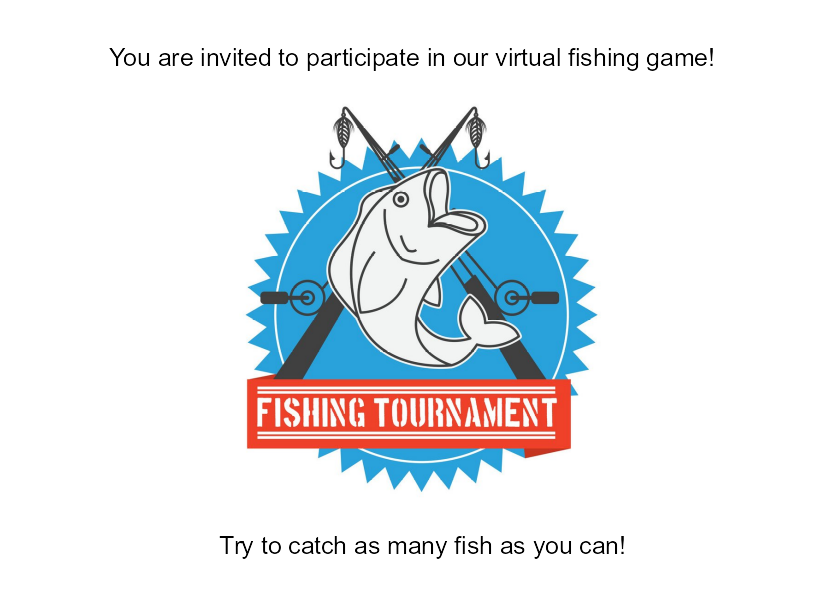 You are invited to participate in our virtual fishing game!
FISHING TOURNAMENT
Try to catch as many fish as you can!